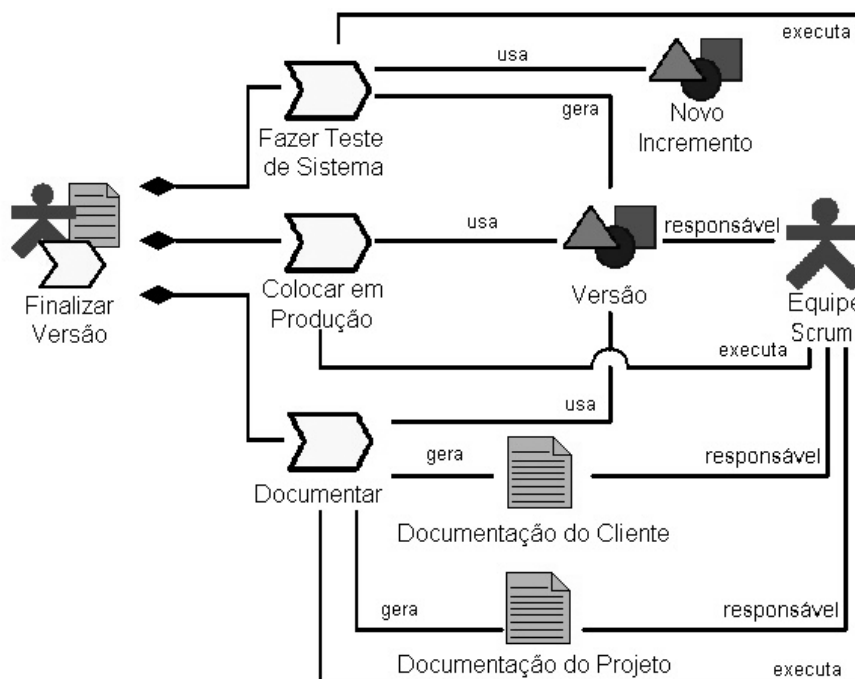 executa
usa
gera
Novo
Incremento
Fazer Teste
de Sistema
usa
responsável
Finalizar
Versão
Colocar em
Produção
Versão
Equipe
Scrum
executa
usa
gera
responsável
Documentar
Documentação do Cliente
gera
responsável
Documentação do Projeto
executa